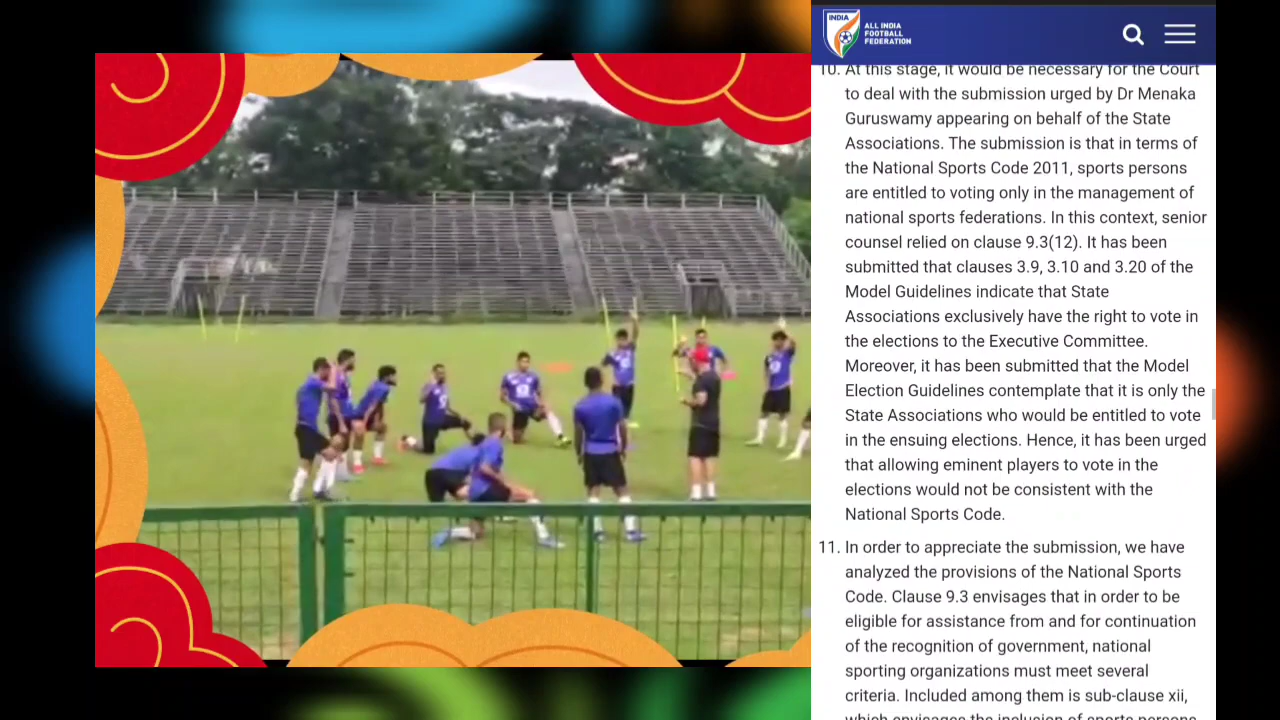 INDIA
ALL INDIA
FOOTBALL
FEDERATION
10. At this stage, it would be necessary for the Court
to deal with the submission urged by Dr Menaka
Guruswamy appearing on behalf of the State
Associations. The submission is that in terms of
the National Sports Code 2011, sports persons
are entitled to voting only in the management of
national sports federations. In this context, senior
counsel relied on clause 9.3(12). It has been
submitted that clauses 3.9, 3.10 and 3.20 of the
Model Guidelines indicate that State
Associations exclusively have the right to vote in
the elections to the Executive Committee.
Moreover, it has been submitted that the Model
Election Guidelines contemplate that it is only the
State Associations who would be entitled to vote
in the ensuing elections. Hence, it has been urged
that allowing eminent players to vote in the
elections would not be consistent with the
National Sports Code.
11. In order to appreciate the submission, we have
analyzed the provisions of the National Sports
Code. Clause 9.3 envisages that in order to be
eligible for assistance from and for continuation
of the recognition of government, national
sporting organizations must meet several
criteria. Included among them is sub-clause xii,
which envisages the inclusion of sports persons